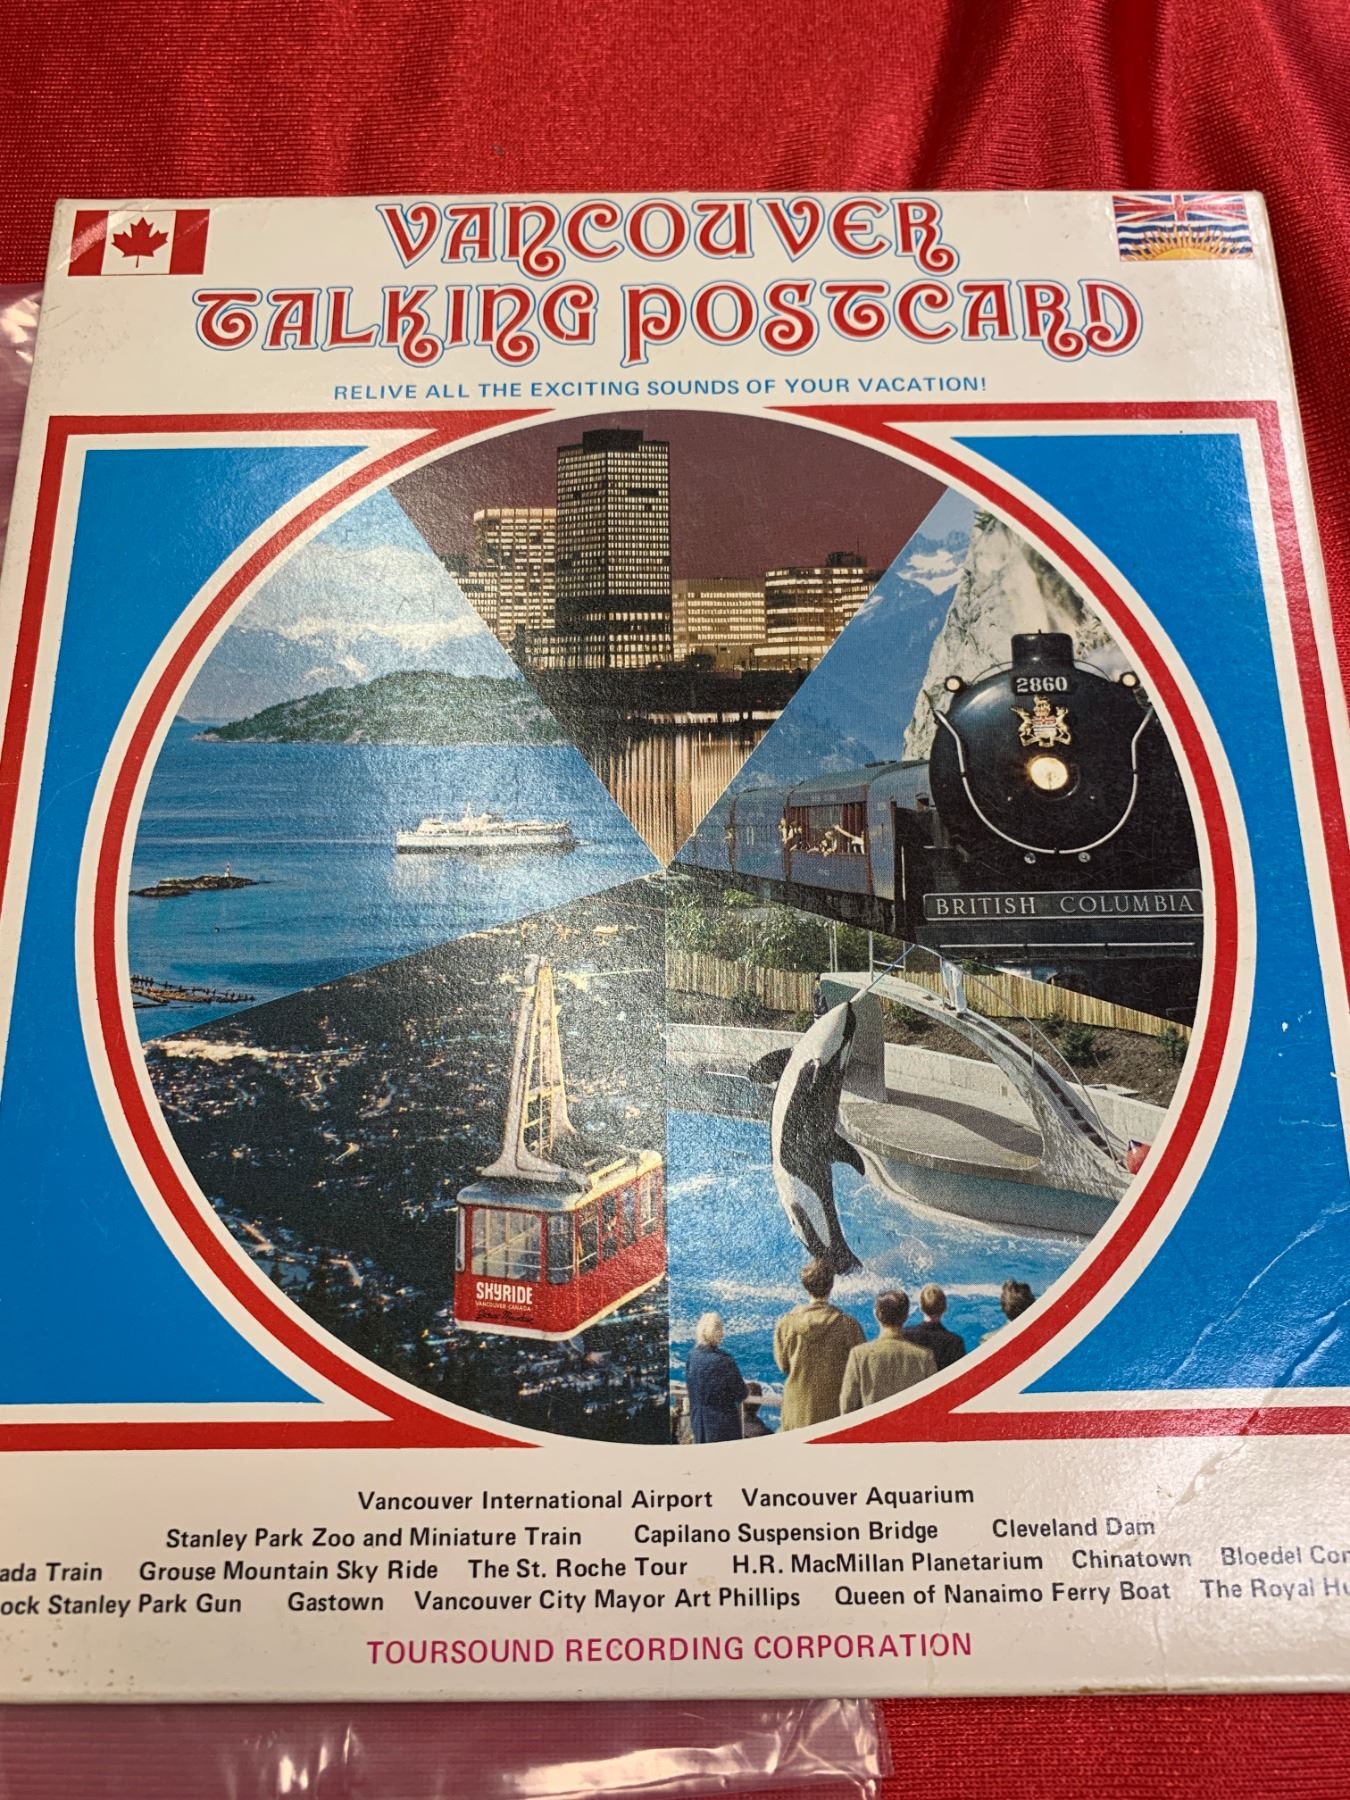 VANCOUVER
TALKING POSTCARD
RELIVE ALL THE EXCITING SOUNDS OF YOUR VACATION!
2860
BRITISH COLUMBIA
SKYRIDE
VANCOUVER CANADA
Vancouver International Airport Vancouver Aquarium
Stanley Park Zoo and Miniature Train Capilano Suspension Bridge Cleveland Dam
ada Train Grouse Mountain Sky Ride The St. Roche Tour H.R. MacMillan Planetarium Chinatown Bloedel Con
ock Stanley Park Gun Gastown Vancouver City Mayor Art Phillips Queen of Nanaimo Ferry Boat The Royal Hu
TOURSOUND RECORDING CORPORATION